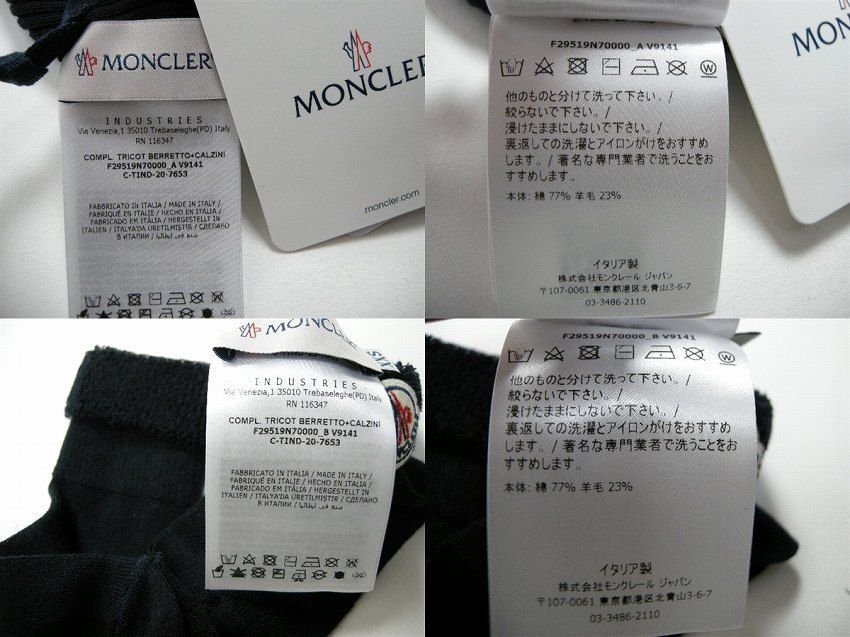 MONCLER
INDUSTRIES
Via Venezia,1 35010 Trebaseleghe(PD) Italy
RN 116347
COMPL. TRICOT BERRETTO+CALZINI
F29519N70000_A V9141
C-TIND-20-7653
FABBRICATO IN ITALIA / MADE IN ITALY /
FABRIQUÉ EN ITALIE / HECHO EN ITALIA /
FABRICADO EM ITÁLIA / HERGESTELLT IN
ITALIEN / ITALYA'DA ÜRETILMIŞTIR / СДЕЛАНО
В ИТАЛИИ / صنع في ايطاليا
MONCLER
moncler.com
F29519N70000_A V9141
他のものと分けて洗って下さい。/
絞らないで下さい。/
浸けたままにしないで下さい。/
裏返しての洗濯とアイロンがけをおすすめ
します。/ 著名な専門業者で洗うことをお
すすめします。
本体: 綿 77% 羊毛 23%
イタリア製
株式会社モンクレール ジャパン
〒107-0061 東京都港区北青山3-6-7
03-3486-2110
MONC
MONCLER
INDUSTRIES
Via Venezia,1 35010 Trebaseleghe(PD) Italy
RN 116347
COMPL. TRICOT BERRETTO+CALZINI
F29519N70000_B V9141
C-TIND-20-7653
FABBRICATO IN ITALIA / MADE IN ITALY /
FABRIQUÉ EN ITALIE / HECHO EN ITALIA /
FABRICADO EM ITÁLIA / HERGESTELLT IN
ITALIEN / ITALYA'DA ÜRETILMIŞTIR / СДЕЛАНО
В ИТАЛИИ / صنع في ايطاليا
F29519N70000_B V9141
他のものと分けて洗って下さい。/
絞らないで下さい。/
浸けたままにしないで下さい。/
裏返しての洗濯とアイロンがけをおすすめ
します。/ 著名な専門業者で洗うことをお
すすめします。
本体: 綿 77% 羊毛 23%
イタリア製
株式会社モンクレール ジャパン
〒107-0061 東京都港区北青山3-6-7
03-3486-2110